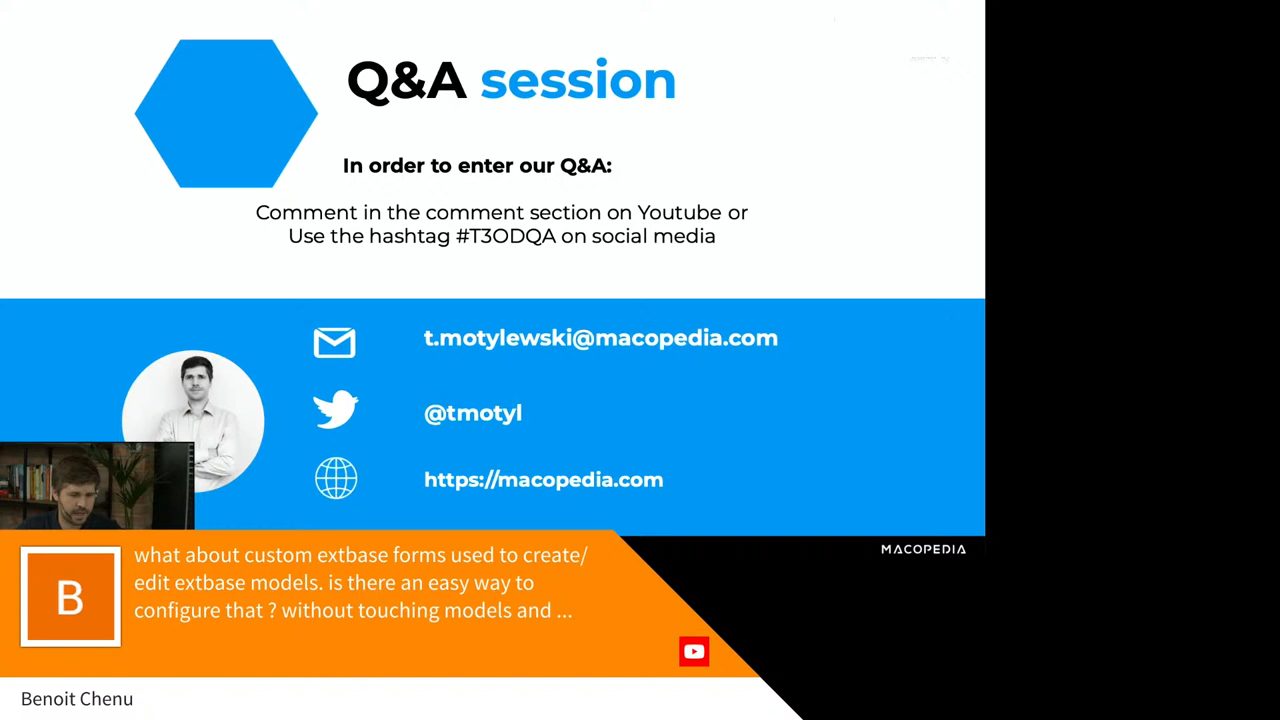 Q&A session
In order to enter our Q&A:
Comment in the comment section on Youtube or
Use the hashtag #T3ODQA on social media
t.motylewski@macopedia.com
@tmotyl
https://macopedia.com
MACOPEDIA
B
what about custom extbase forms used to create/
edit extbase models. is there an easy way to
configure that ? without touching models and ...
Benoit Chenu